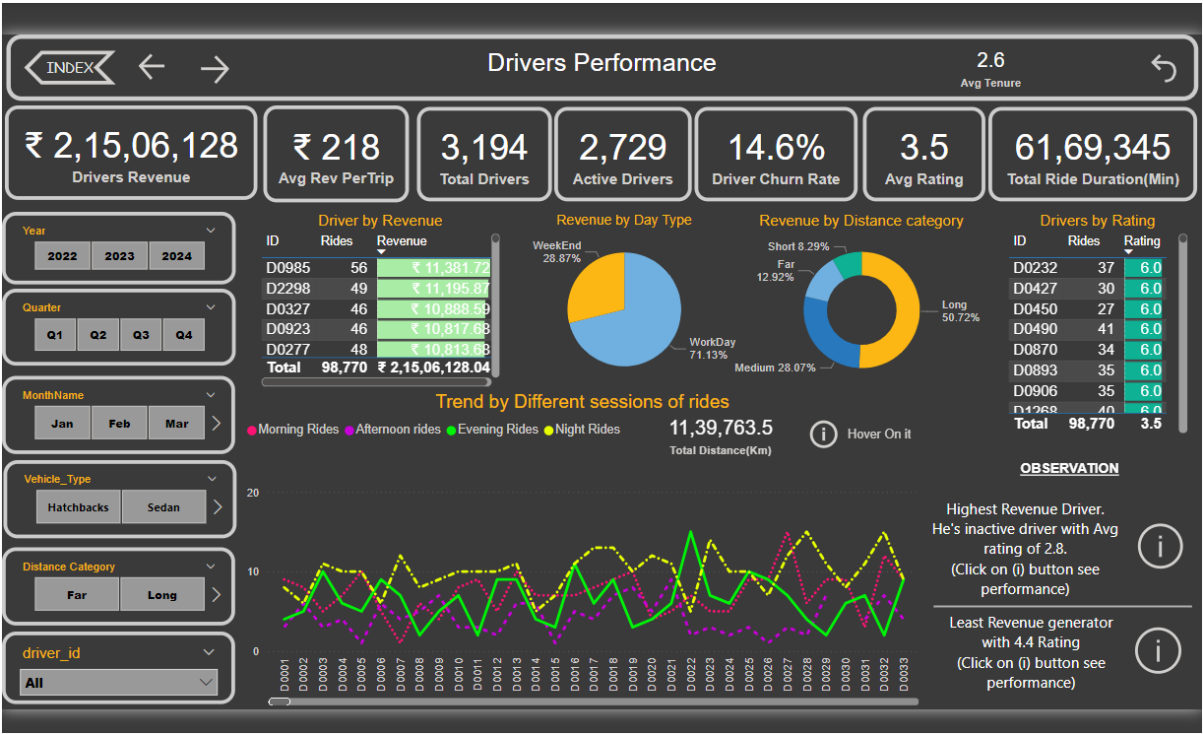 INDEX
Drivers Performance
2.6
Avg Tenure
₹ 2,15,06,128
Drivers Revenue
₹ 218
Avg Rev PerTrip
3,194
Total Drivers
2,729
Active Drivers
14.6%
Driver Churn Rate
3.5
Avg Rating
61,69,345
Total Ride Duration(Min)
Year
2022 2023 2024
Quarter
Q1 Q2 Q3 Q4
MonthName
Jan Feb Mar
Vehicle_Type
Hatchbacks Sedan
Distance Category
Far Long
driver_id
All
Driver by Revenue
ID Rides Revenue
D0985 56 ₹ 11,381.72
D2298 49 ₹ 11,195.87
D0327 46 ₹ 10,888.59
D0923 46 ₹ 10,817.68
D0277 48 ₹ 10,813.68
Total 98,770 ₹ 2,15,06,128.04
Revenue by Day Type
WeekEnd
28.87%
WorkDay
71.13%
Revenue by Distance category
Short 8.29%
Far
12.92%
Long
50.72%
Medium 28.07%
Drivers by Rating
ID Rides Rating
D0232 37 6.0
D0427 30 6.0
D0450 27 6.0
D0490 41 6.0
D0870 34 6.0
D0893 35 6.0
D0906 35 6.0
D1268 40 6.0
Total 98,770 3.5
Trend by Different sessions of rides
Morning Rides Afternoon rides Evening Rides Night Rides
11,39,763.5
Total Distance(Km)
i
Hover On it
20
10
0
D0001
D0002
D0003
D0004
D0005
D0006
D0007
D0008
D0009
D0010
D0011
D0012
D0013
D0014
D0015
D0016
D0017
D0018
D0019
D0020
D0021
D0022
D0023
D0024
D0025
D0026
D0027
D0028
D0029
D0030
D0031
D0032
D0033
OBSERVATION
Highest Revenue Driver.
He's inactive driver with Avg
rating of 2.8.
(Click on (i) button see
performance)
i
Least Revenue generator
with 4.4 Rating
(Click on (i) button see
performance)
i